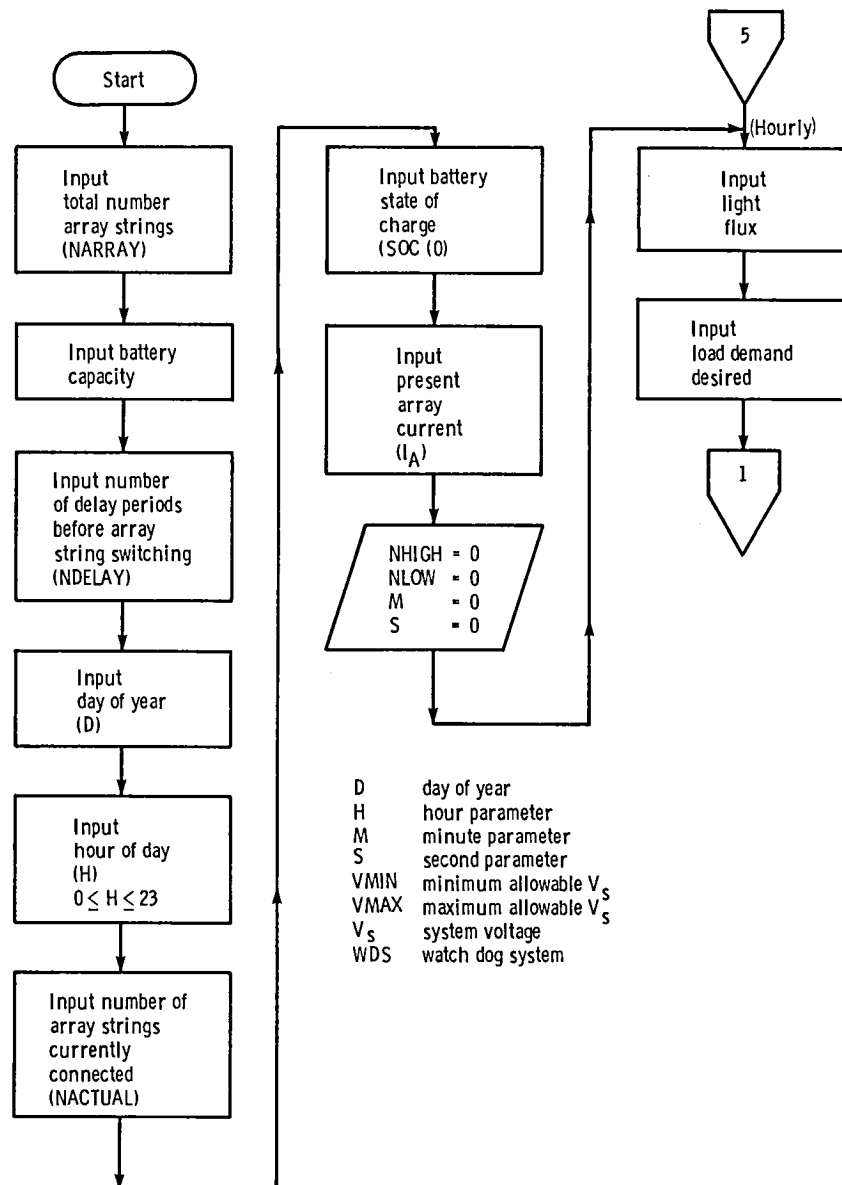 Start
Input
total number
array strings
(NARRAY)
Input battery
capacity
Input number
of delay periods
before array
string switching
(NDELAY)
Input
day of year
(D)
Input
hour of day
(H)
0 ≤ H ≤ 23
Input number of
array strings
currently
connected
(NACTUAL)
Input battery
state of
charge
(SOC (0)
Input
present
array
current
(I_A)
NHIGH = 0
NLOW = 0
M = 0
S = 0
5
(Hourly)
Input
light
flux
Input
load demand
desired
1
D day of year
H hour parameter
M minute parameter
S second parameter
VMIN minimum allowable V_s
VMAX maximum allowable V_s
V_s system voltage
WDS watch dog system